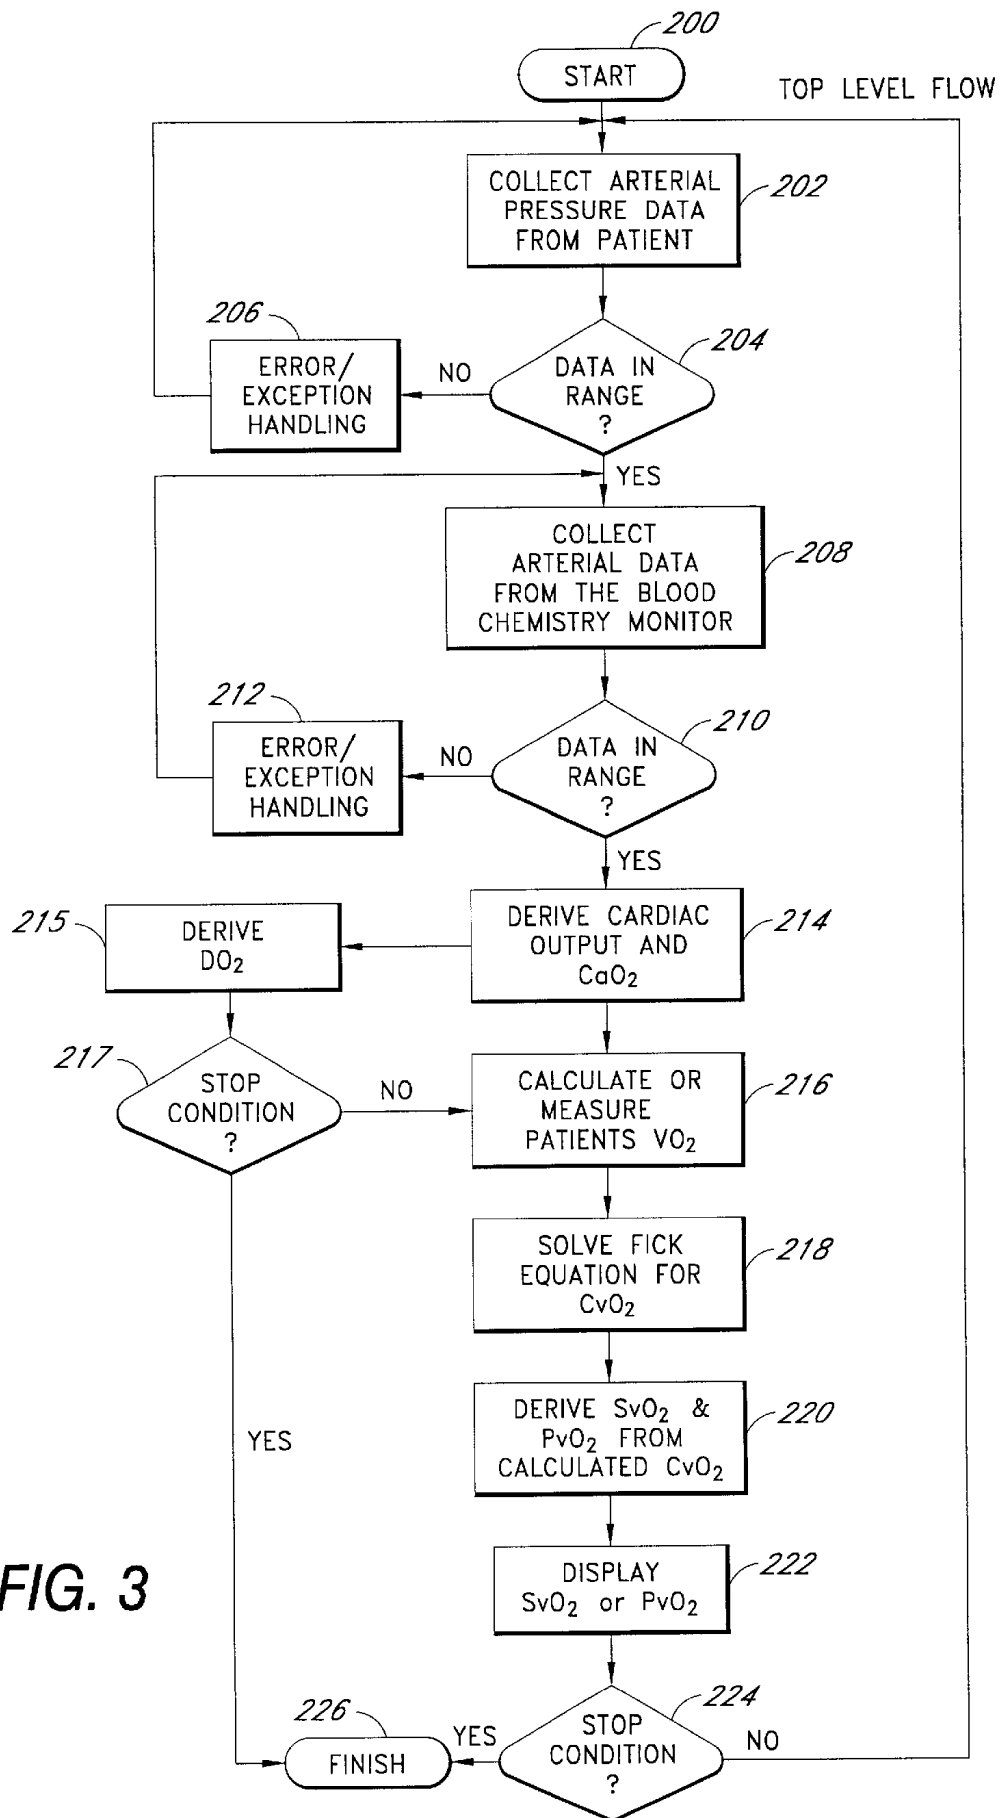 200
START
TOP LEVEL FLOW
COLLECT ARTERIAL
PRESSURE DATA
FROM PATIENT
202
206
ERROR/
EXCEPTION
HANDLING
NO
DATA IN
RANGE
?
204
YES
COLLECT
ARTERIAL DATA
FROM THE BLOOD
CHEMISTRY MONITOR
208
212
ERROR/
EXCEPTION
HANDLING
NO
DATA IN
RANGE
?
210
YES
215
DERIVE
DO₂
DERIVE CARDIAC
OUTPUT AND
CaO₂
214
217
STOP
CONDITION
?
NO
CALCULATE OR
MEASURE
PATIENTS VO₂
216
SOLVE FICK
EQUATION FOR
CvO₂
218
YES
DERIVE SvO₂ &
PvO₂ FROM
CALCULATED CvO₂
220
FIG. 3
DISPLAY
SvO₂ or PvO₂
222
226
FINISH
YES
STOP
CONDITION
?
224
NO